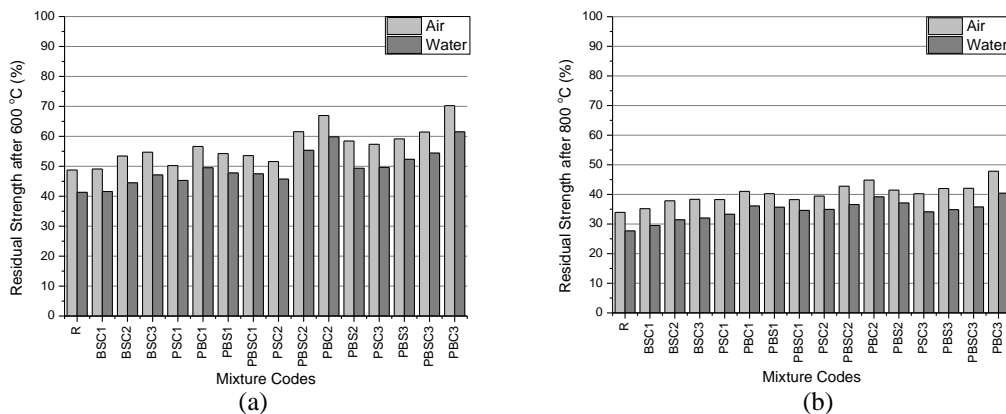 100
90
80
70
60
50
40
30
20
10
0
Residual Strength after 600 °C (%)
Air
Water
R
BSC1
BSC2
BSC3
PSC1
PBC1
PBS1
PBSC1
PSC2
PBSC2
PBC2
PBS2
PSC3
PBS3
PBSC3
PBC3
Mixture Codes
(a)
100
90
80
70
60
50
40
30
20
10
0
Residual Strength after 800 °C (%)
Air
Water
R
BSC1
BSC2
BSC3
PSC1
PBC1
PBS1
PBSC1
PSC2
PBSC2
PBC2
PBS2
PSC3
PBS3
PBSC3
PBC3
Mixture Codes
(b)